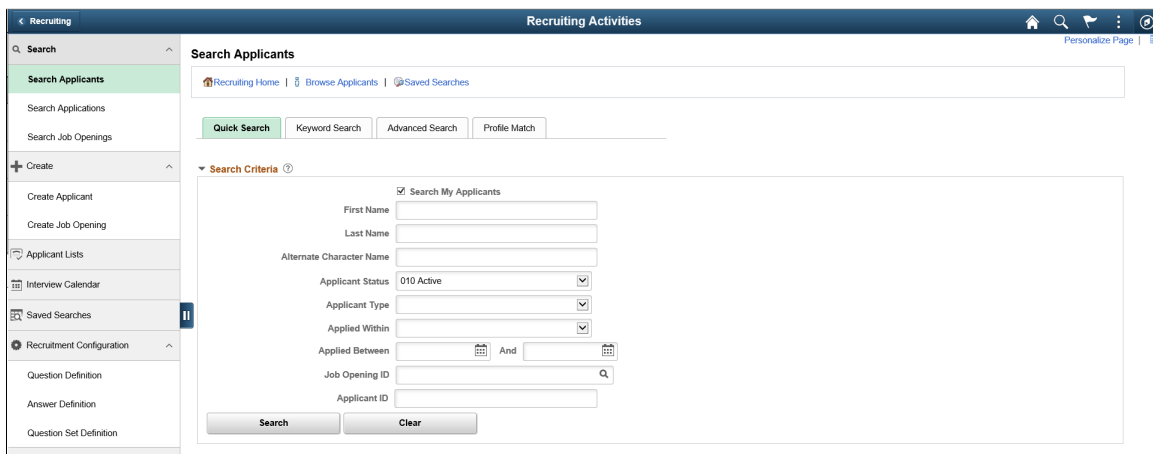 Recruiting
Recruiting Activities
Personalize Page |
Search
Search Applicants
Search Applications
Search Job Openings
Create
Create Applicant
Create Job Opening
Applicant Lists
Interview Calendar
Saved Searches
Recruitment Configuration
Question Definition
Answer Definition
Question Set Definition
Search Applicants
Recruiting Home | Browse Applicants | Saved Searches
Quick Search Keyword Search Advanced Search Profile Match
Search Criteria ?
Search My Applicants
First Name
Last Name
Alternate Character Name
Applicant Status 010 Active
Applicant Type
Applied Within
Applied Between And
Job Opening ID
Applicant ID
Search Clear